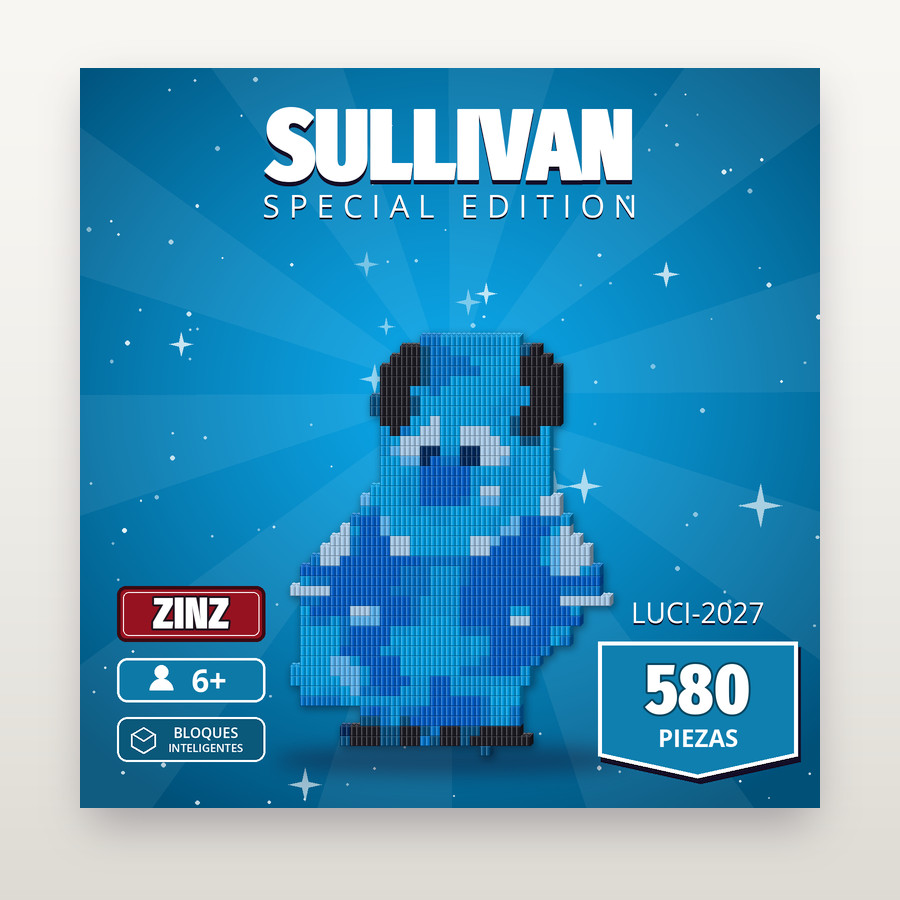 SULLIVAN
SPECIAL EDITION
ZINZ
6+
BLOQUES
INTELIGENTES
LUCI-2027
580
PIEZAS